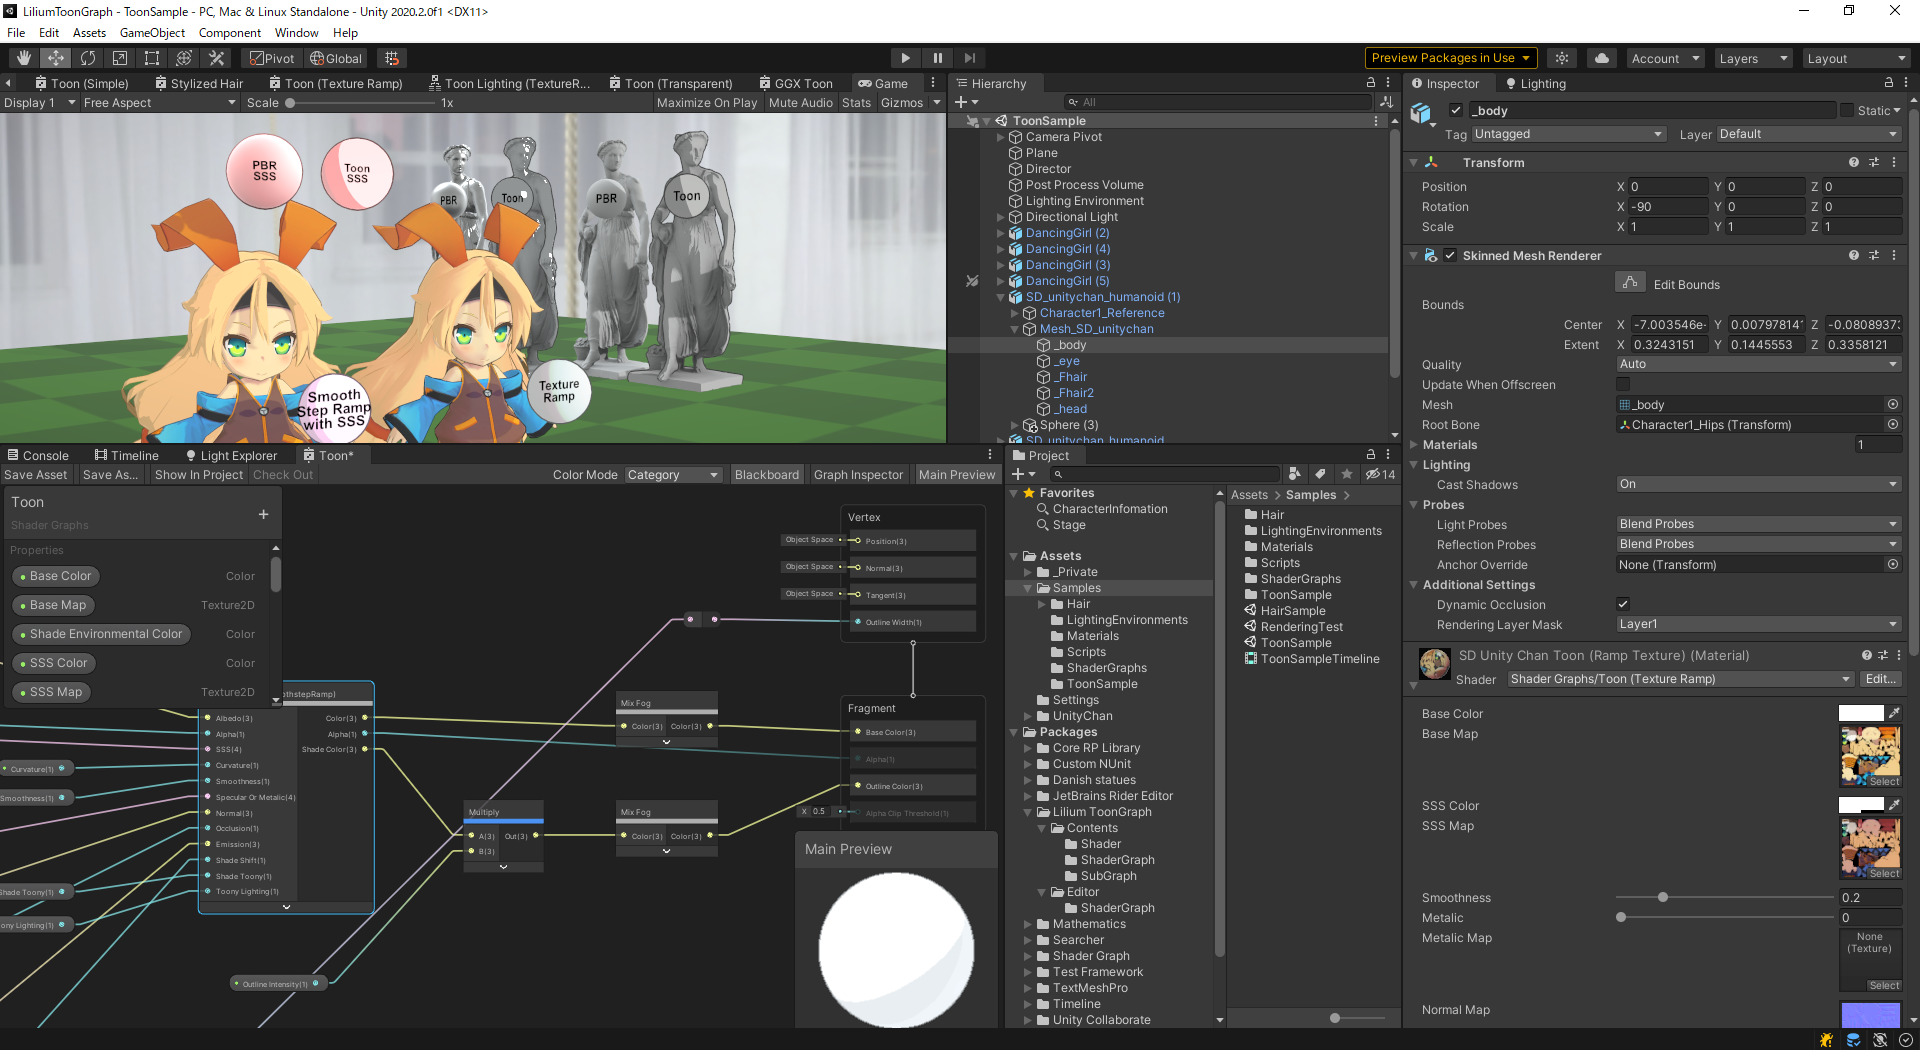 LiliumToonGraph - ToonSample - PC, Mac & Linux Standalone - Unity 2020.2.0f1 <DX11>
File Edit Assets GameObject Component Window Help
Pivot Global Preview Packages in Use Account Layers Layout
Toon (Simple) Stylized Hair Toon (Texture Ramp) Toon Lighting (TextureR... Toon (Transparent) GGX Toon Game
Display 1 Free Aspect Scale 1x Maximize On Play Mute Audio Stats Gizmos
PBR
SSS
Toon
SSS
PBR
Toon
PBR
Toon
Smooth
Step Ramp
with SSS
Texture
Ramp
Hierarchy
All
ToonSample
Camera Pivot
Plane
Director
Post Process Volume
Lighting Environment
Directional Light
DancingGirl (2)
DancingGirl (4)
DancingGirl (3)
DancingGirl (5)
SD_unitychan_humanoid (1)
Character1_Reference
Mesh_SD_unitychan
_body
_eye
_Fhair
_Fhair2
_head
Sphere (3)
SD_unitychan_humanoid
Inspector Lighting
_body Static
Tag Untagged Layer Default
Transform
Position X 0 Y 0 Z 0
Rotation X -90 Y 0 Z 0
Scale X 1 Y 1 Z 1
Skinned Mesh Renderer
Edit Bounds
Bounds
Center X -7.003546e- Y 0.00797814 Z -0.0808937
Extent X 0.3243151 Y 0.1445553 Z 0.3358121
Quality Auto
Update When Offscreen
Mesh _body
Root Bone Character1_Hips (Transform)
Materials 1
Lighting
Cast Shadows On
Probes
Light Probes Blend Probes
Reflection Probes Blend Probes
Anchor Override None (Transform)
Additional Settings
Dynamic Occlusion
Rendering Layer Mask Layer1
SD Unity Chan Toon (Ramp Texture) (Material)
Shader Shader Graphs/Toon (Texture Ramp) Edit...
Base Color
Base Map
Select
SSS Color
SSS Map
Select
Smoothness 0.2
Metalic 0
Metalic Map None
(Texture)
Select
Normal Map
Console Timeline Light Explorer Toon*
Save Asset Save As... Show In Project Check Out Color Mode Category Blackboard Graph Inspector Main Preview
Toon
Shader Graphs
Properties
Base Color Color
Base Map Texture2D
Shade Environmental Color Color
SSS Color Color
SSS Map Texture2D
othstepRamp)
Albedo(3) Color(3)
Alpha(1) Alpha(1)
SSS(4) Shade Color(3)
Curvature(1)
Smoothness(1)
Specular Or Metalic(4)
Normal(3)
Occlusion(1)
Emission(3)
Shade Shift(1)
Shade Toony(1)
Toony Lighting(1)
Curvature(1)
Smoothness(1)
Shade Toony(1)
ony Lighting(1)
Outline Intensity(1)
Multiply
A(3) Out(3)
B(3)
Mix Fog
Color(3) Color(3)
Mix Fog
Color(3) Color(3)
Vertex
Object Space Position(3)
Object Space Normal(3)
Object Space Tangent(3)
Outline Width(1)
Fragment
Base Color(3)
Alpha(1)
Outline Color(3)
X 0.5 Alpha Clip Threshold(1)
Main Preview
Project
14
Favorites
CharacterInfomation
Stage
Assets
_Private
Samples
Hair
LightingEnvironments
Materials
Scripts
ShaderGraphs
ToonSample
Settings
UnityChan
Packages
Core RP Library
Custom NUnit
Danish statues
JetBrains Rider Editor
Lilium ToonGraph
Contents
Shader
ShaderGraph
SubGraph
Editor
ShaderGraph
Mathematics
Searcher
Shader Graph
Test Framework
TextMeshPro
Timeline
Unity Collaborate
Assets > Samples >
Hair
LightingEnvironments
Materials
Scripts
ShaderGraphs
ToonSample
HairSample
RenderingTest
ToonSample
ToonSampleTimeline